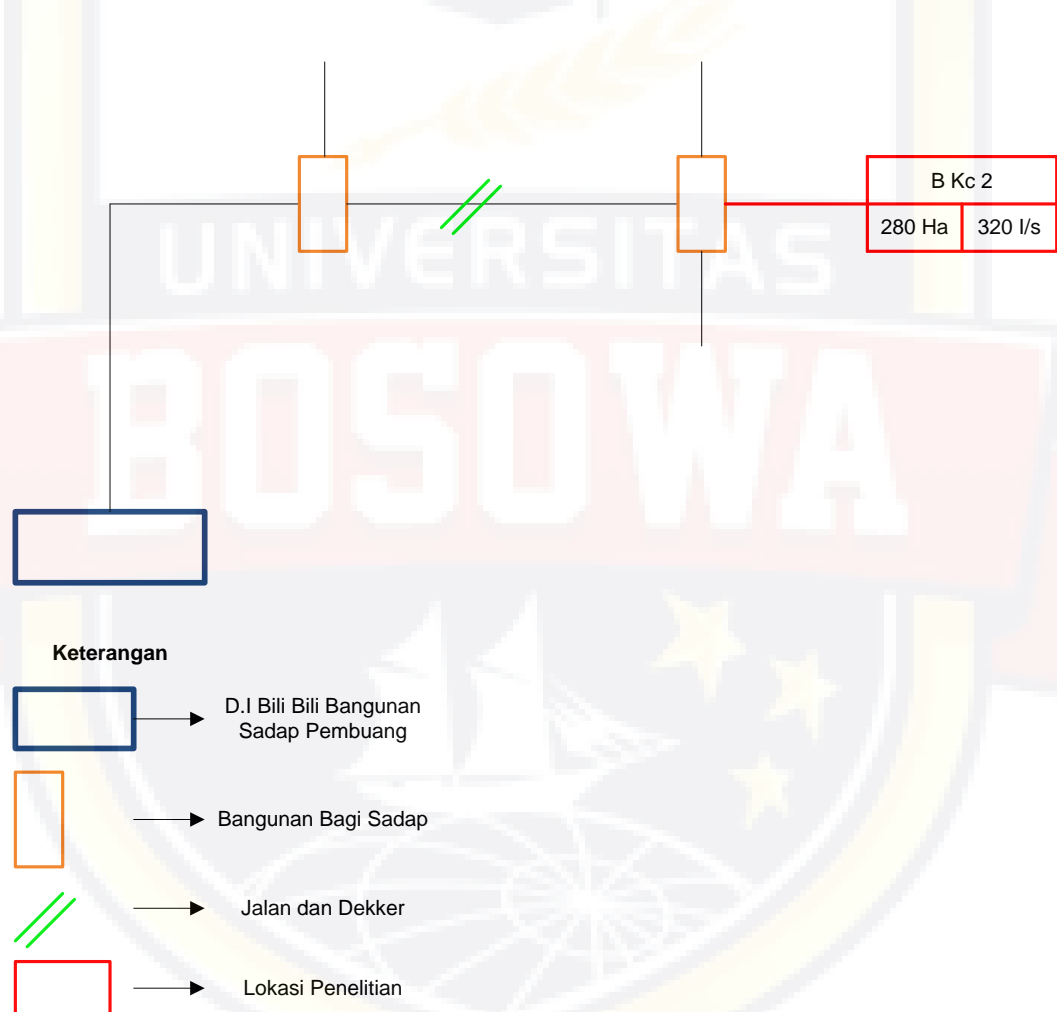 B Kc 2
280 Ha 320 l/s
UNIVERSITAS
BOSOWA
Keterangan
D.I Bili Bili Bangunan
Sadap Pembuang
Bangunan Bagi Sadap
Jalan dan Dekker
Lokasi Penelitian